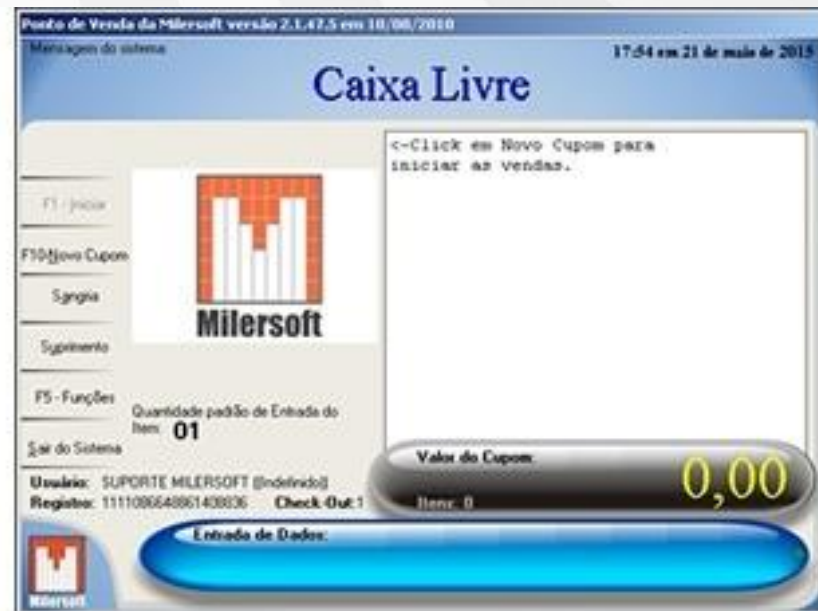 Ponto de Venda da Milersoft versão 2.1.47.5 em 10/08/2010
Mensagem do sistema
17:54 em 21 de maio de 2015
Caixa Livre
<-Click em Novo Cupom para
iniciar as vendas.
F1 - Iniciar
F10-Novo Cupom
Sangria
Suprimento
F5 - Funções
Sair do Sistema
Milersoft
Quantidade padrão de Entrada do
Item: 01
Usuário: SUPORTE MILERSOFT
Registro: Check-Out: 1
Valor do Cupom:
0,00
Itens: 0
Entrada de Dados:
Milersoft